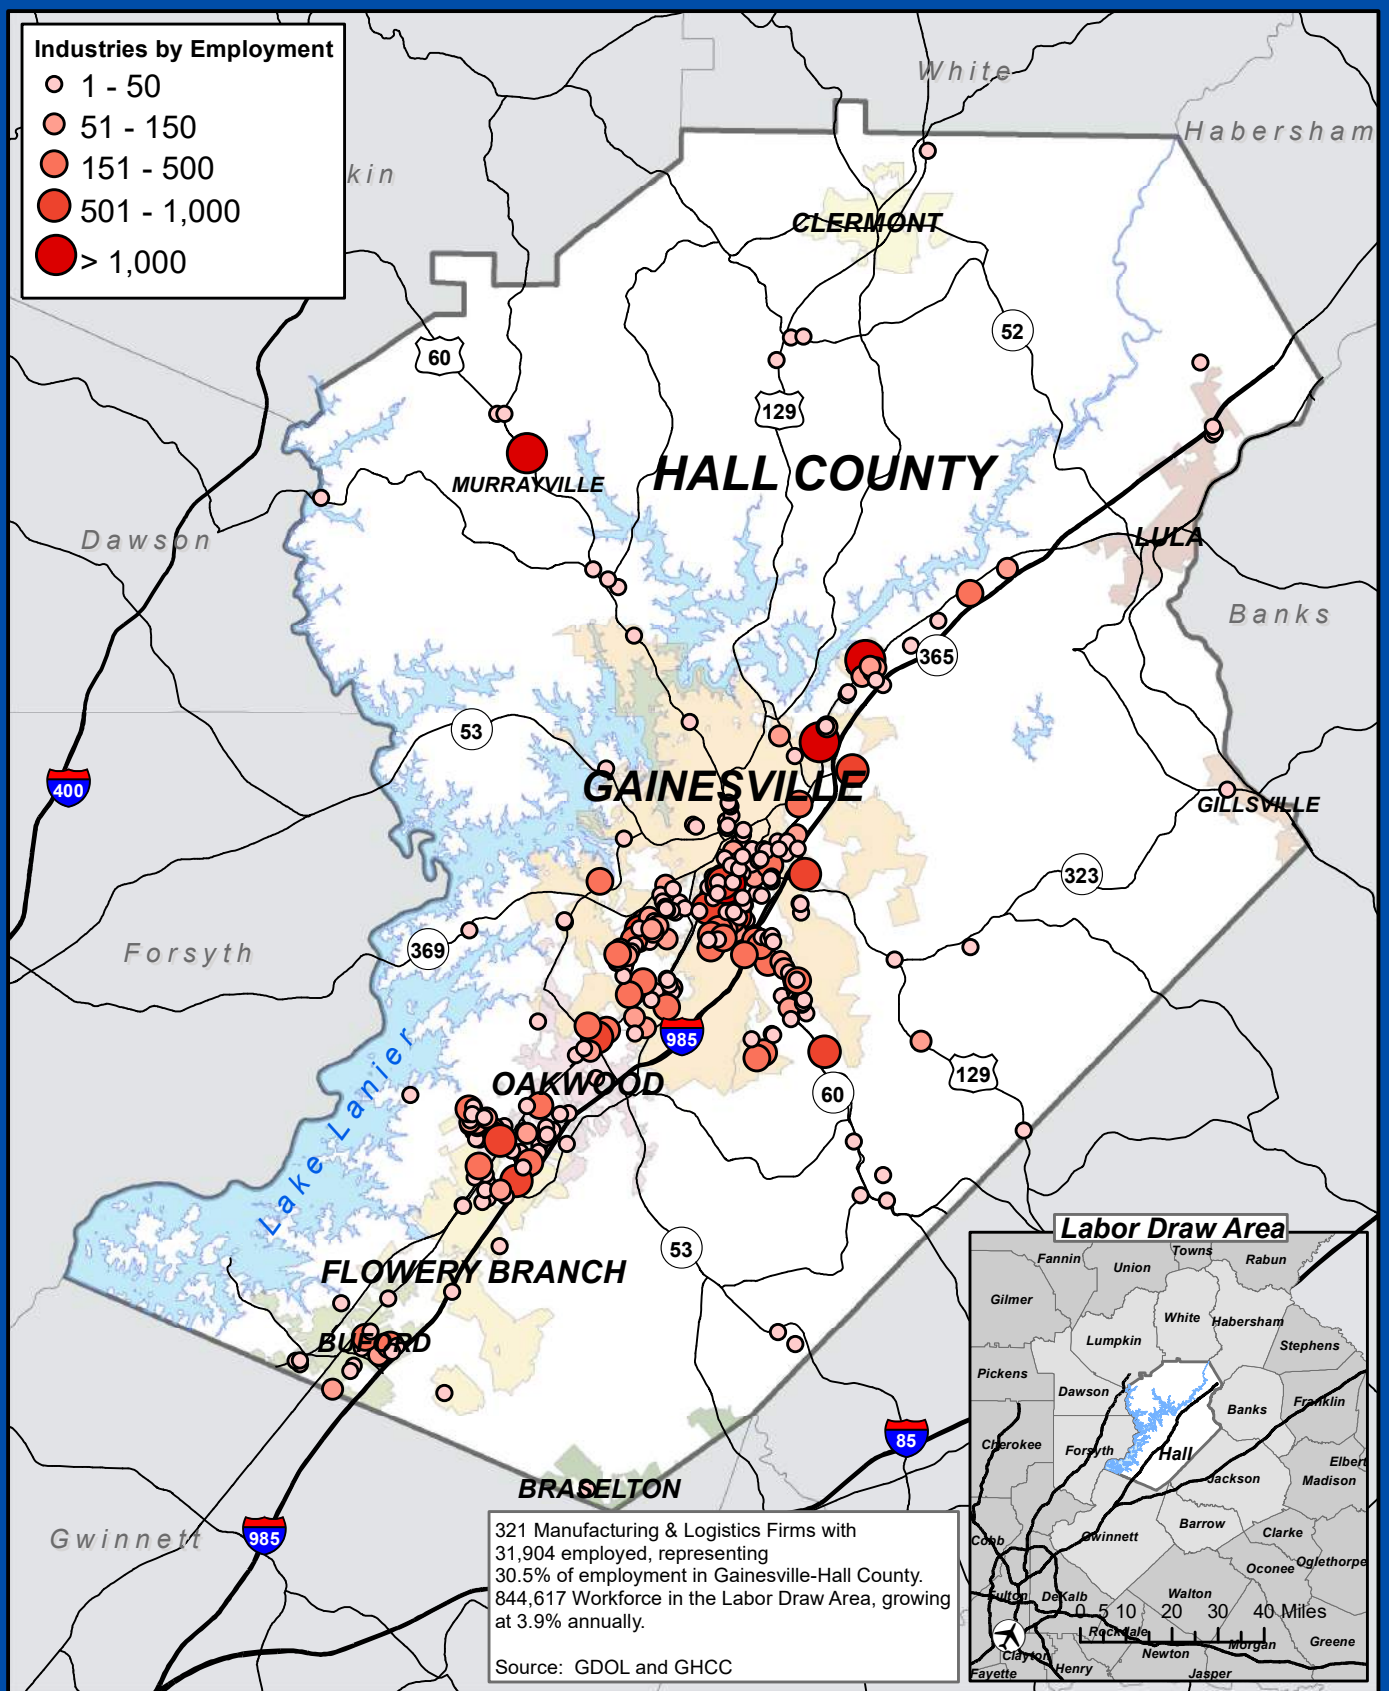 Industries by Employment
1 - 50
51 - 150
151 - 500
501 - 1,000
> 1,000
White
Habersham
kin
CLERMONT
52
60
129
HALL COUNTY
MURRAYVILLE
Dawson
LULA
Banks
365
53
400
GAINESVILLE
GILLSVILLE
323
Forsyth
369
985
Lake Lanier
OAKWOOD
129
60
53
FLOWERY BRANCH
BUFORD
85
BRASELTON
Gwinnett
985
321 Manufacturing & Logistics Firms with
31,904 employed, representing
30.5% of employment in Gainesville-Hall County.
844,617 Workforce in the Labor Draw Area, growing
at 3.9% annually.
Source: GDOL and GHCC
Labor Draw Area
Fannin
Union
Towns
Rabun
Gilmer
White
Habersham
Lumpkin
Stephens
Pickens
Dawson
Banks
Franklin
Cherokee
Forsyth
Hall
Elbert
Jackson
Madison
Cobb
Gwinnett
Barrow
Clarke
Oconee
Oglethorpe
Fulton
DeKalb
Walton
0 5 10 20 30 40 Miles
Rockdale
Newton
Morgan
Greene
Clayton
Fayette
Henry
Jasper